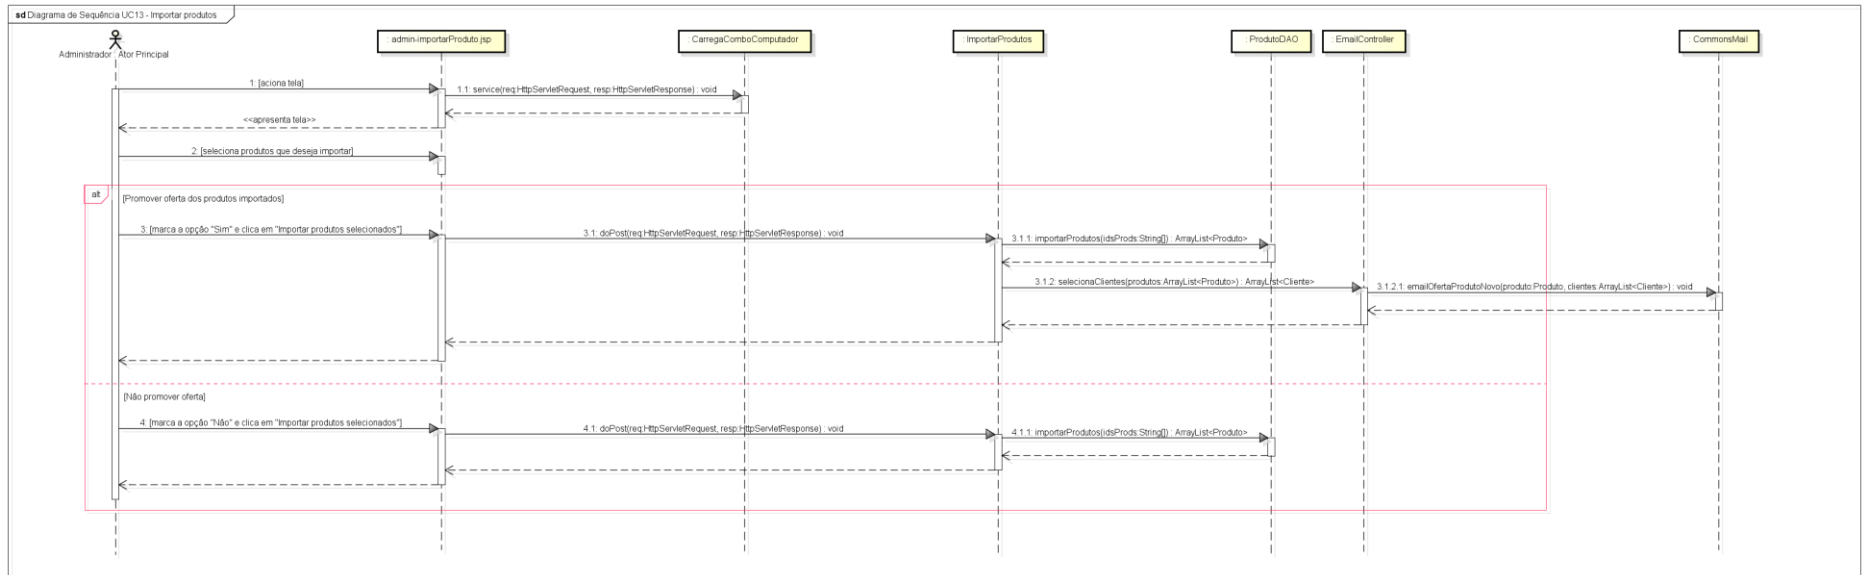 sd Diagrama de Sequência UC13 - Importar produtos
Administrador : Ator Principal
: admin-importarProduto.jsp
: CarregaComboComputador
: ImportarProdutos
: ProdutoDAO
: EmailController
: CommonsMail
1: [aciona tela]
1.1: service(req:HttpServletRequest, resp:HttpServletResponse) : void
<<apresenta tela>>
2: [seleciona produtos que deseja importar]
alt
[Promover oferta dos produtos importados]
3: [marca a opção "Sim" e clica em "Importar produtos selecionados"]
3.1: doPost(req:HttpServletRequest, resp:HttpServletResponse) : void
3.1.1: importarProdutos(idsProds:String[]) : ArrayList<Produto>
3.1.2: selecionaClientes(produtos:ArrayList<Produto>) : ArrayList<Cliente>
3.1.2.1: emailOfertaProdutoNovo(produto:Produto, clientes:ArrayList<Cliente>) : void
[Não promover oferta]
4: [marca a opção "Não" e clica em "Importar produtos selecionados"]
4.1: doPost(req:HttpServletRequest, resp:HttpServletResponse) : void
4.1.1: importarProdutos(idsProds:String[]) : ArrayList<Produto>